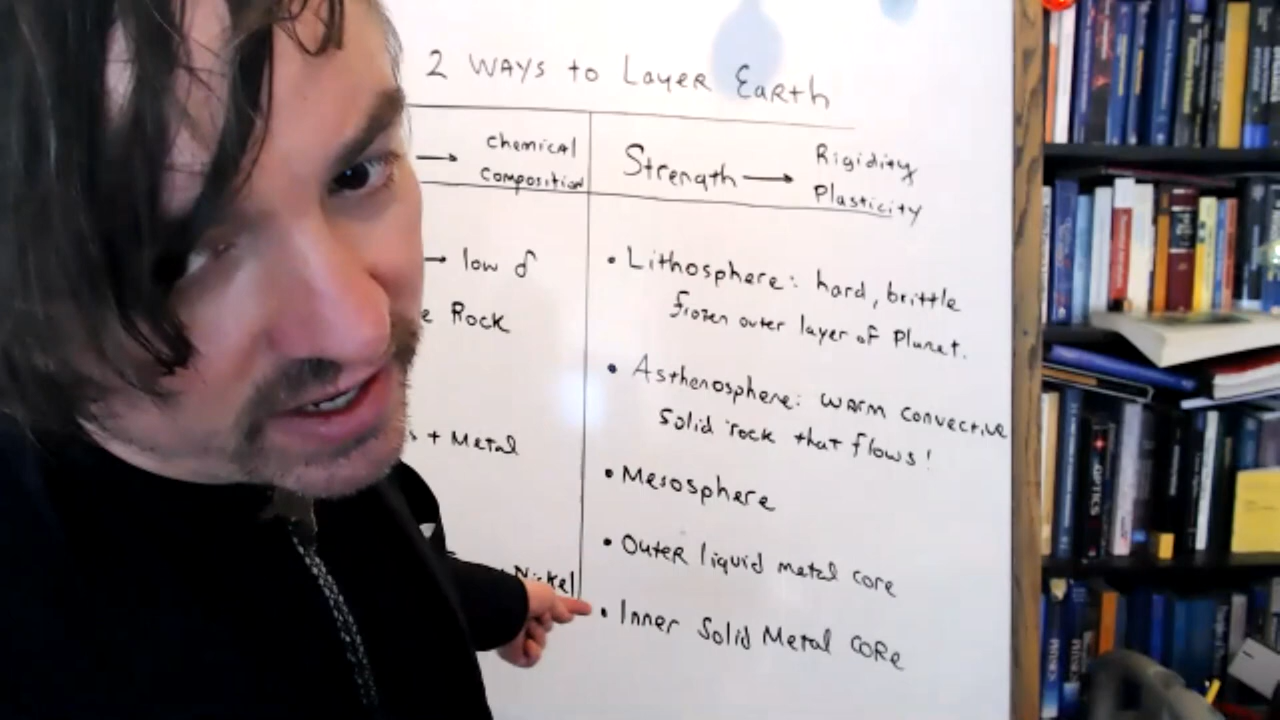 2 WAYS to Layer Earth
chemical
composition
Strength → Rigidity
Plasticity
→ low δ
e Rock
+ Metal
Nickel
• Lithosphere: hard, brittle
frozen outer layer of Planet.
• Asthenosphere: warm convective
solid rock that flows!
• Mesosphere
• Outer liquid metal core
• Inner Solid Metal Core
OPTICS